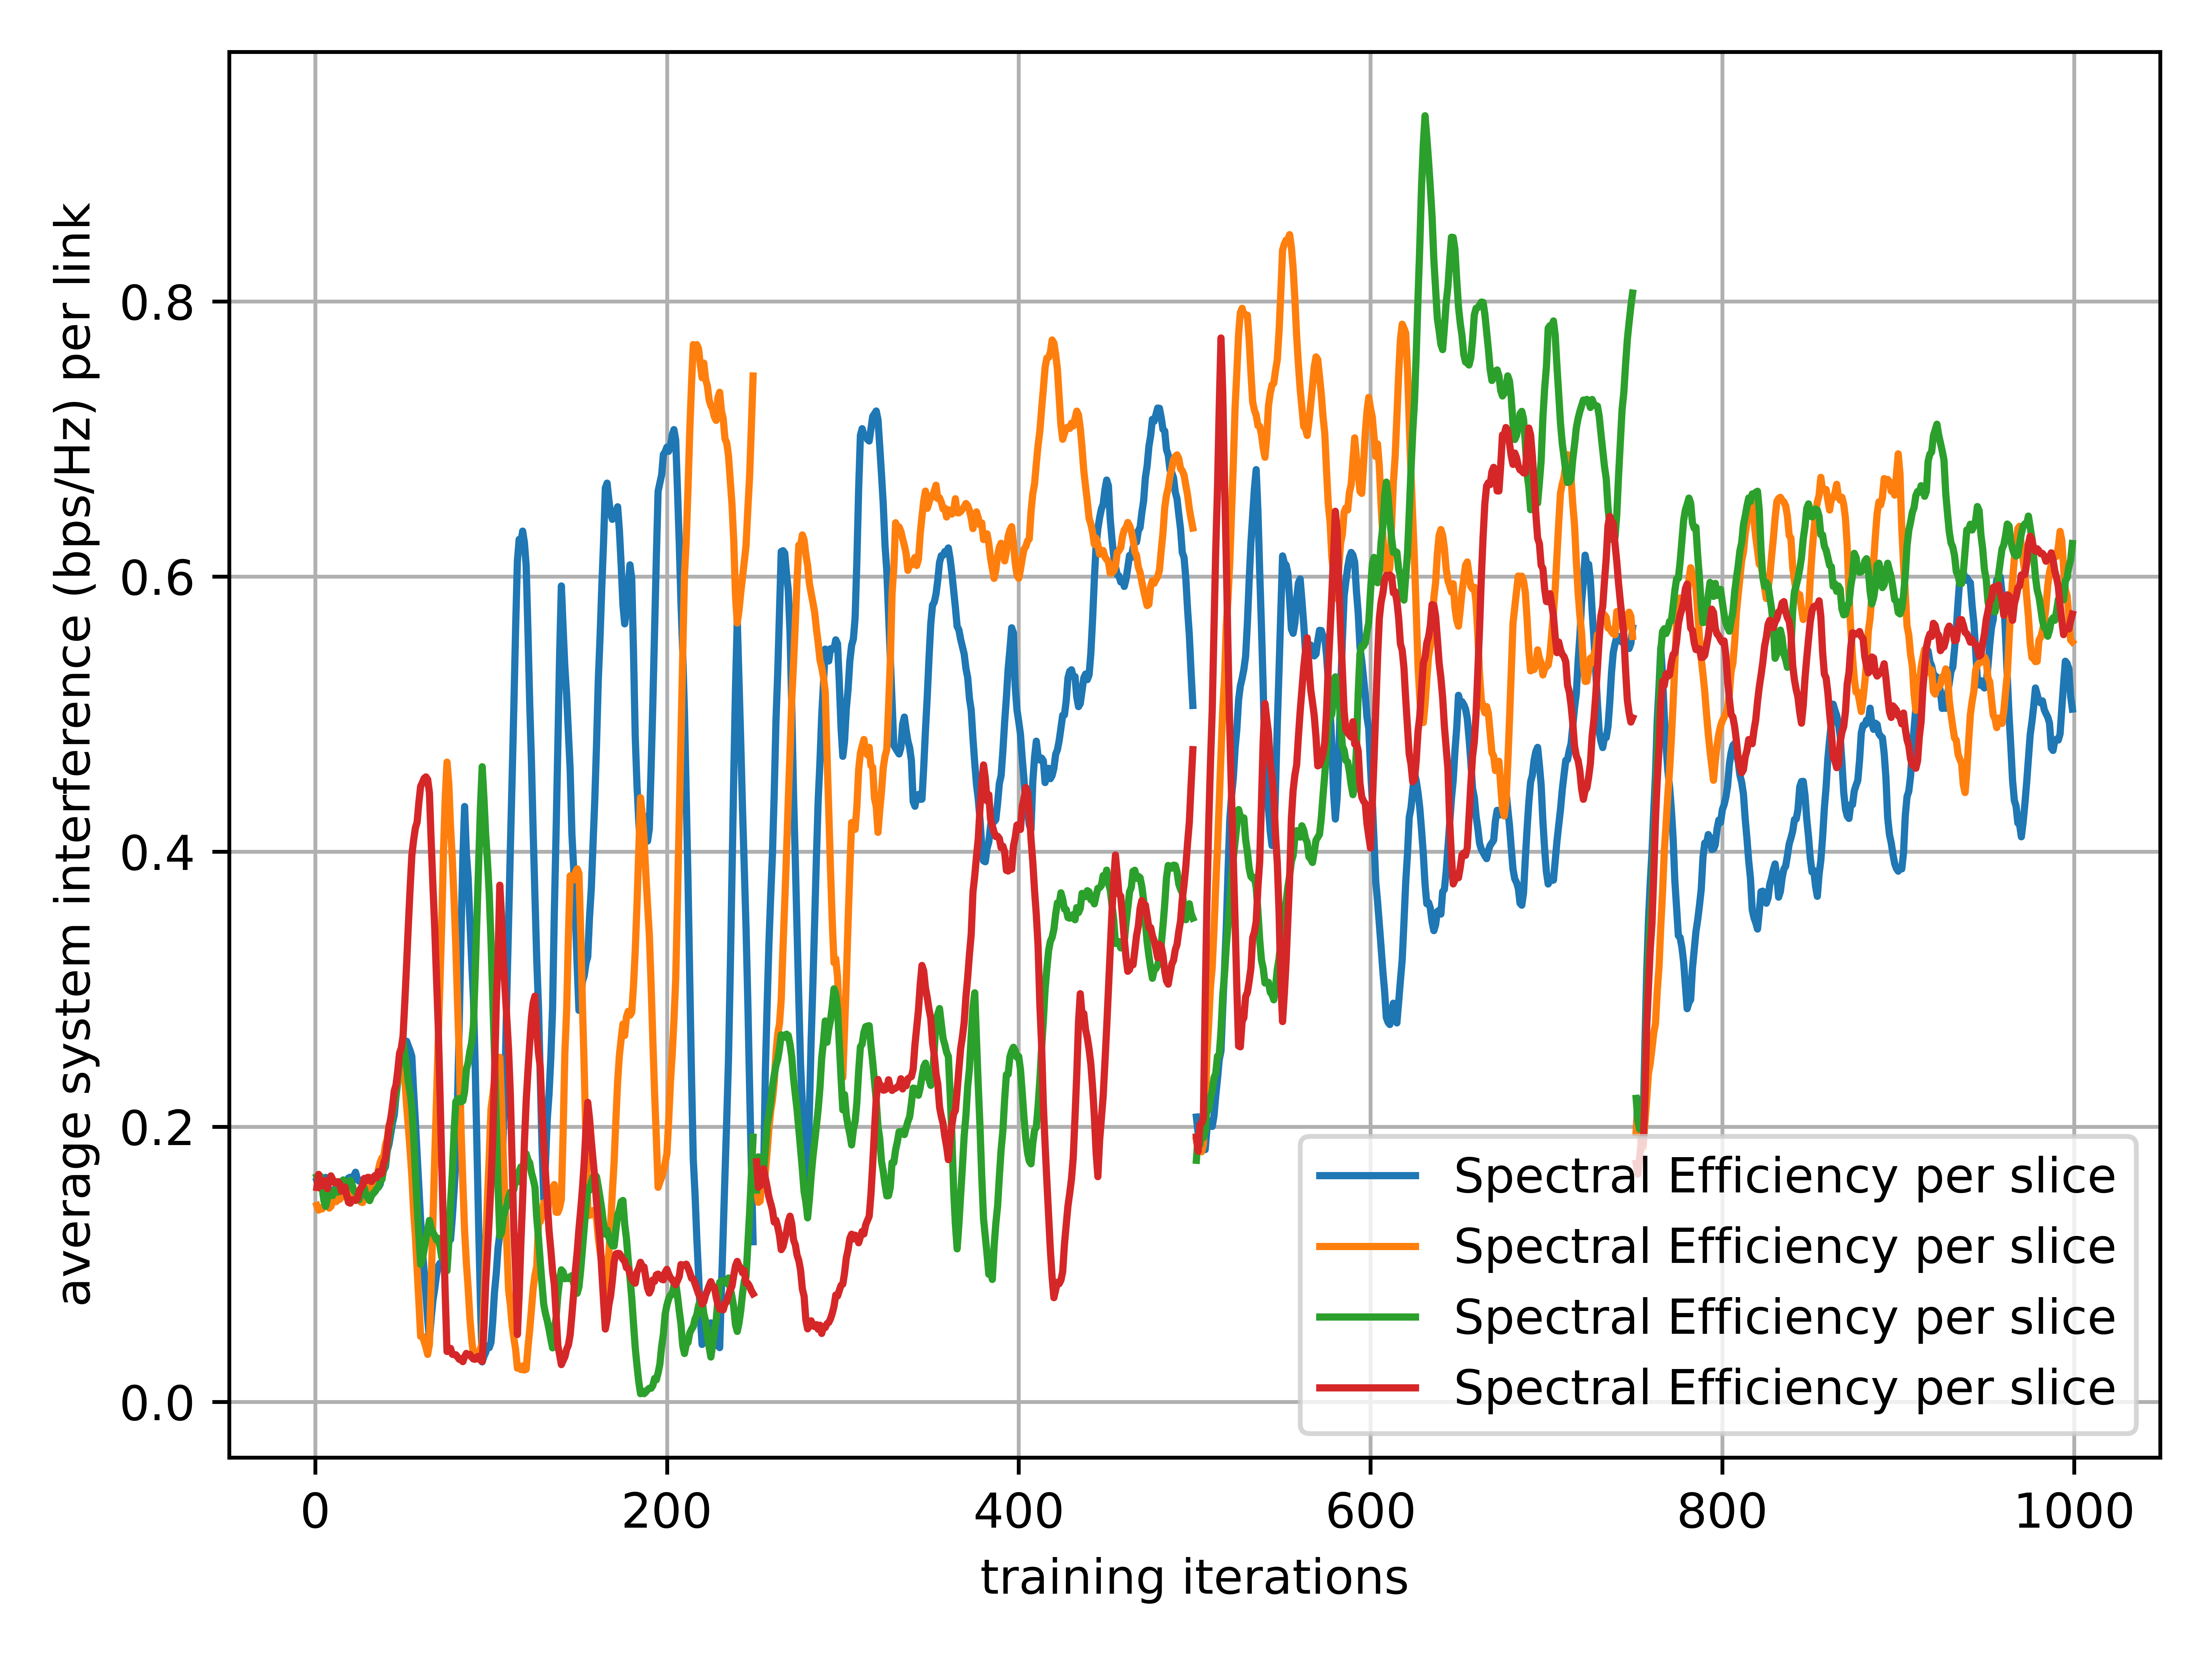 average system interference (bps/Hz) per link
0.8
0.6
0.4
0.2
0.0
Spectral Efficiency per slice
Spectral Efficiency per slice
Spectral Efficiency per slice
Spectral Efficiency per slice
0 200 400 600 800 1000
training iterations